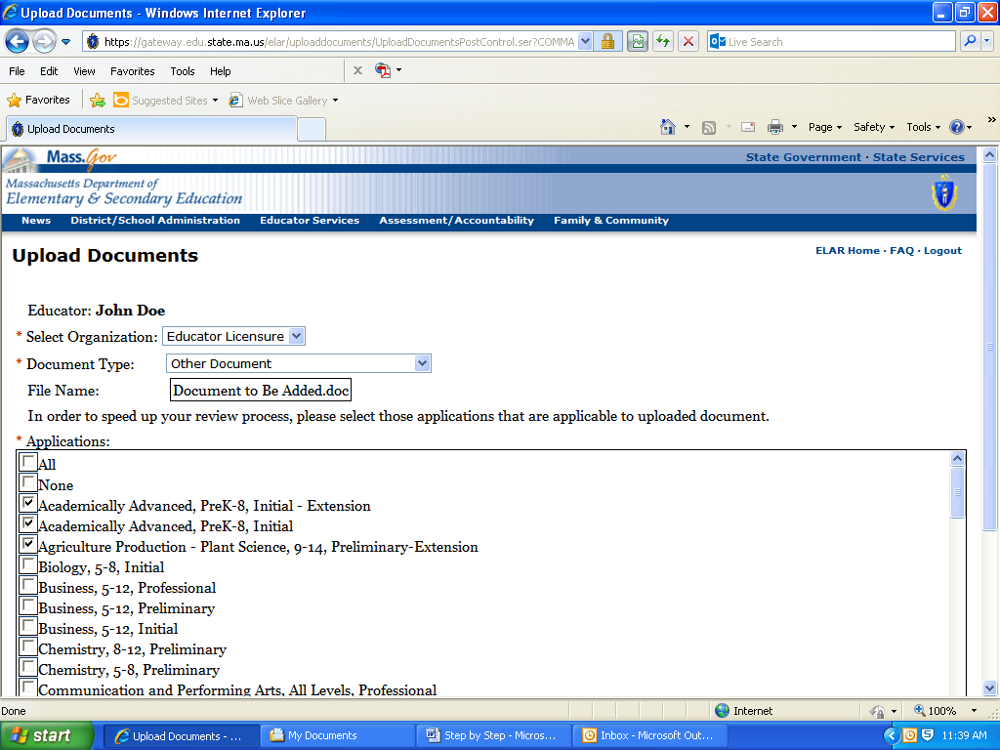 Upload Documents - Windows Internet Explorer
https://gateway.edu.state.ma.us/elar/uploaddocuments/UploadDocumentsPostControl.ser?COMMA
Live Search
File Edit View Favorites Tools Help
Favorites Suggested Sites Web Slice Gallery
Upload Documents
Page Safety Tools
Mass.Gov
State Government · State Services
Massachusetts Department of
Elementary & Secondary Education
News District/School Administration Educator Services Assessment/Accountability Family & Community
Upload Documents
ELAR Home · FAQ · Logout
Educator: John Doe
* Select Organization: Educator Licensure
* Document Type: Other Document
File Name: Document to Be Added.doc
In order to speed up your review process, please select those applications that are applicable to uploaded document.
* Applications:
All
None
Academically Advanced, PreK-8, Initial - Extension
Academically Advanced, PreK-8, Initial
Agriculture Production - Plant Science, 9-14, Preliminary-Extension
Biology, 5-8, Initial
Business, 5-12, Professional
Business, 5-12, Preliminary
Business, 5-12, Initial
Chemistry, 8-12, Preliminary
Chemistry, 5-8, Preliminary
Communication and Performing Arts, All Levels, Professional
Done
Internet
100%
start
Upload Documents - ...
My Documents
Step by Step - Micros...
Inbox - Microsoft Out...
11:39 AM